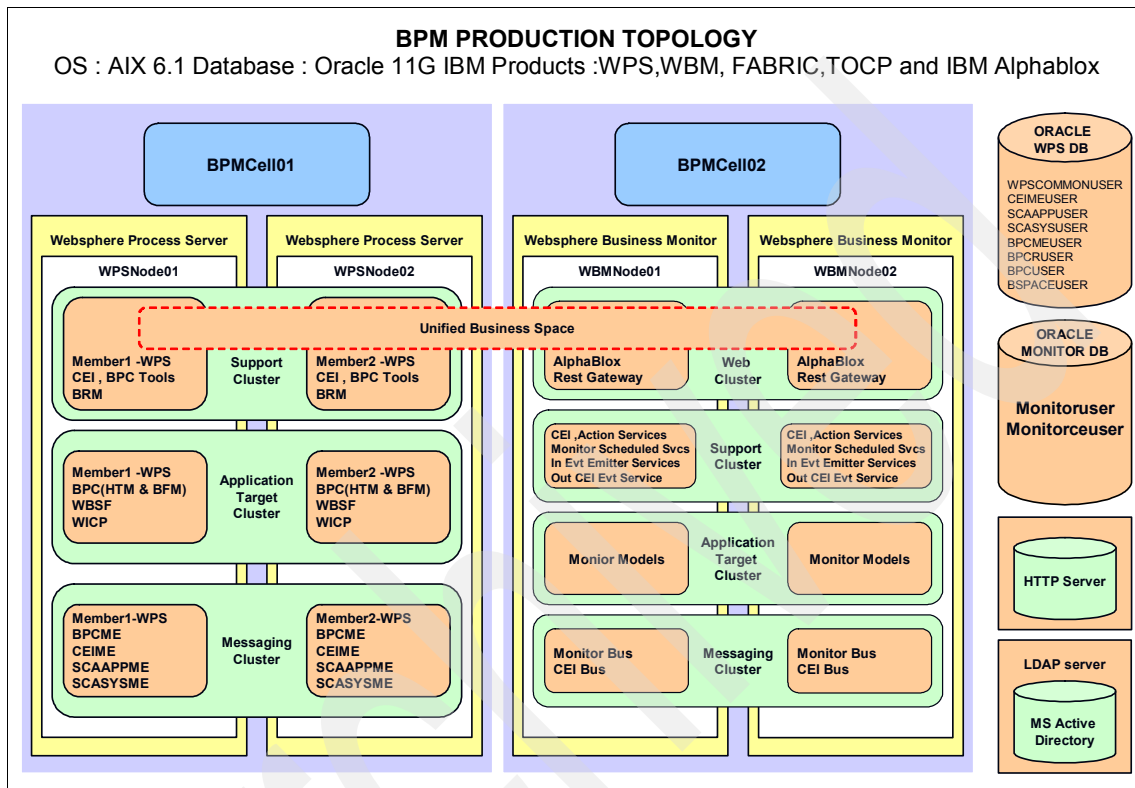 BPM PRODUCTION TOPOLOGY
OS : AIX 6.1 Database : Oracle 11G IBM Products :WPS,WBM, FABRIC,TOCP and IBM Alphablox
BPMCell01
Websphere Process Server
Websphere Process Server
WPSNode01
WPSNode02
Unified Business Space
Member1 -WPS
CEI , BPC Tools
BRM
Support
Cluster
Member2 -WPS
CEI , BPC Tools
BRM
Member1 -WPS
BPC(HTM & BFM)
WBSF
WICP
Application
Target
Cluster
Member2 -WPS
BPC(HTM & BFM)
WBSF
WICP
Member1-WPS
BPCME
CEIME
SCAAPPME
SCASYSME
Messaging
Cluster
Member2-WPS
BPCME
CEIME
SCAAPPME
SCASYSME
BPMCell02
Websphere Business Monitor
Websphere Business Monitor
WBMNode01
WBMNode02
AlphaBlox
Rest Gateway
Web
Cluster
AlphaBlox
Rest Gateway
CEI ,Action Services
Monitor Scheduled Svcs
In Evt Emitter Services
Out CEI Evt Service
Support
Cluster
CEI ,Action Services
Monitor Scheduled Svcs
In Evt Emitter Services
Out CEI Evt Service
Monior Models
Application
Target
Cluster
Monitor Models
Monitor Bus
CEI Bus
Messaging
Cluster
Monitor Bus
CEI Bus
ORACLE
WPS DB
WPSCOMMONUSER
CEIMEUSER
SCAAPPUSER
SCASYSUSER
BPCMEUSER
BPCRUSER
BPCUSER
BSPACEUSER
ORACLE
MONITOR DB
Monitoruser
Monitorceuser
HTTP Server
LDAP server
MS Active
Directory